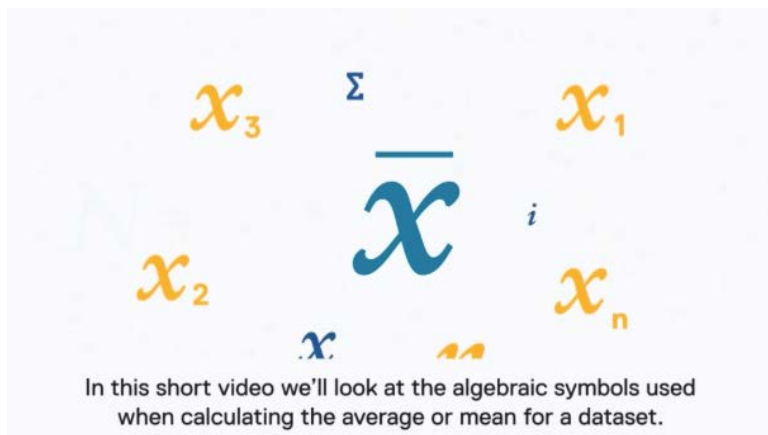 x₃ Σ x₁
x̄
i
x₂ xₙ
x
In this short video we'll look at the algebraic symbols used
when calculating the average or mean for a dataset.